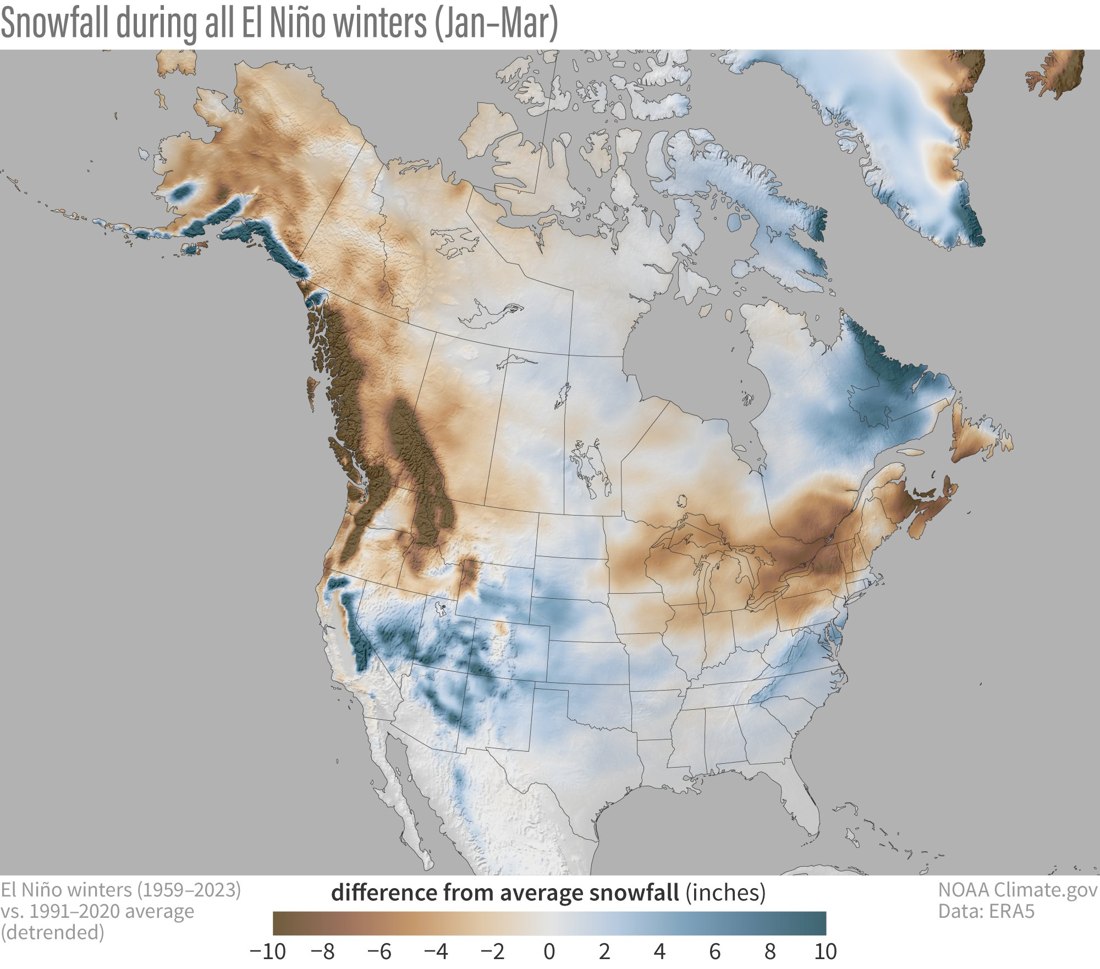 Snowfall during all El Niño winters (Jan–Mar)
El Niño winters (1959–2023)
vs. 1991–2020 average
(detrended)
difference from average snowfall (inches)
−10 −8 −6 −4 −2 0 2 4 6 8 10
NOAA Climate.gov
Data: ERA5